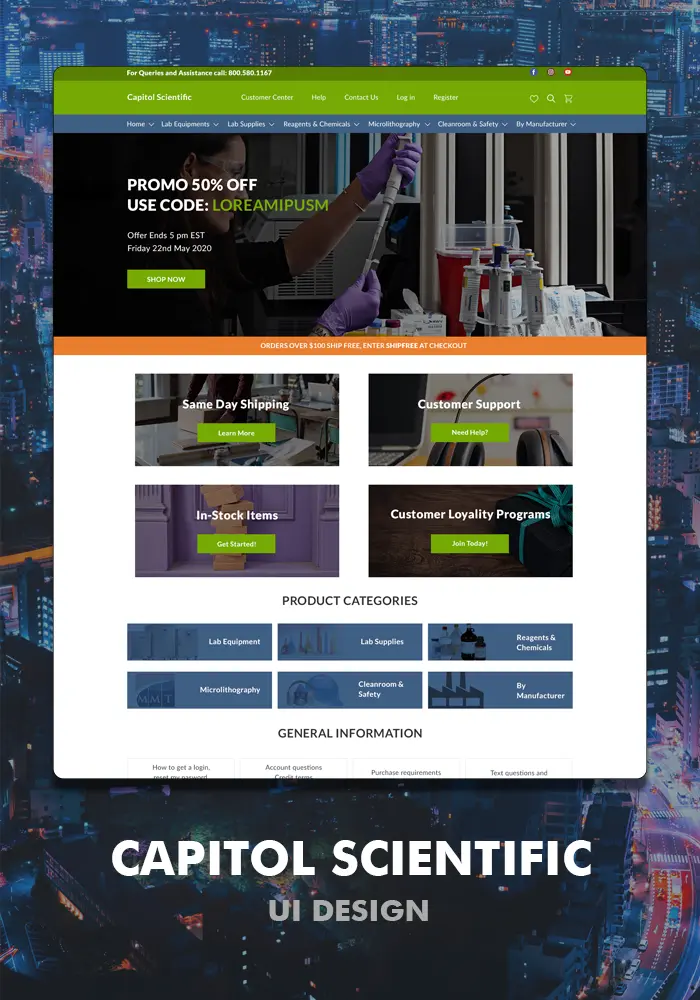 For Queries and Assistance call: 800.580.1167
Capitol Scientific
Customer Center Help Contact Us Log in Register
Home Lab Equipments Lab Supplies Reagents & Chemicals Microlithography Cleanroom & Safety By Manufacturer
PROMO 50% OFF
USE CODE: LOREAMIPUSM
Offer Ends 5 pm EST
Friday 22nd May 2020
SHOP NOW
ORDERS OVER $100 SHIP FREE, ENTER SHIPFREE AT CHECKOUT
Same Day Shipping
Learn More
Customer Support
Need Help?
In-Stock Items
Get Started!
Customer Loyality Programs
Join Today!
PRODUCT CATEGORIES
Lab Equipment
Lab Supplies
Reagents &
Chemicals
MMT
Microlithography
Cleanroom &
Safety
By
Manufacturer
GENERAL INFORMATION
How to get a login,
reset my pasword
Account questions
Credit terms
Purchase requirements
Text questions and
CAPITOL SCIENTIFIC
UI DESIGN